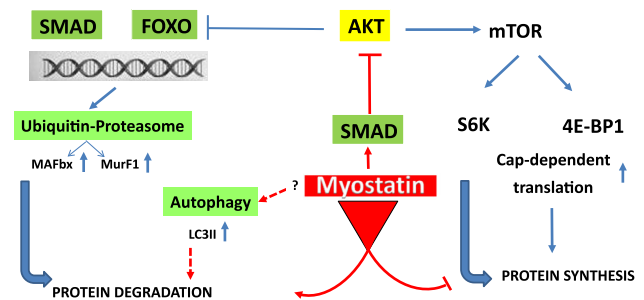 SMAD
FOXO
AKT
mTOR
Ubiquitin-Proteasome
MAFbx
MurF1
SMAD
S6K
4E-BP1
Cap-dependent
translation
?
Myostatin
Autophagy
LC3II
PROTEIN DEGRADATION
PROTEIN SYNTHESIS